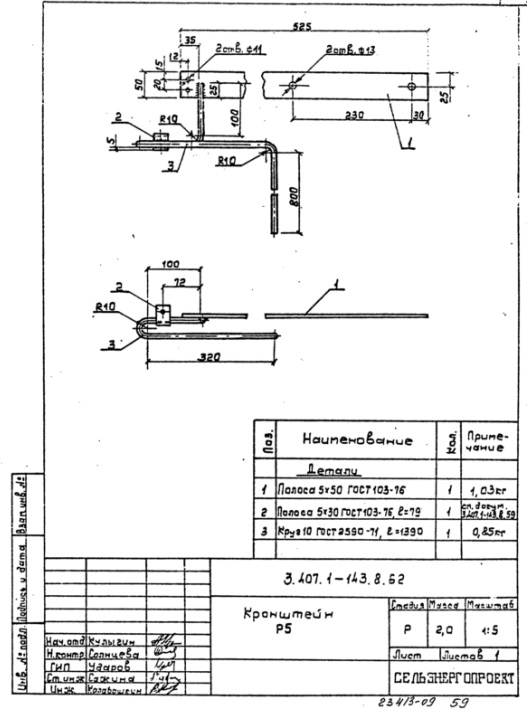 525
35
2отв. ф11
2отв. ф13
12
15
20
50
25
25
100
230
30
1
2
R10
5
3
R10
800
100
72
2
1
R10
3
320
Поз.
Наименование
Кол.
Приме-
чание
Детали
1 Полоса 5х50 ГОСТ 103-76 1 1,03кг
2 Полоса 5х30 ГОСТ 103-76, ℓ=79 1 см. докум. 3.407.1-143.8.59
3 Круг 10 ГОСТ 2590-71, ℓ=1390 1 0,85кг
3.407.1-143.8.62
Кронштейн
Р5
Стадия Масса Масштаб
Р 2,0 1:5
Лист Листов 1
СЕЛЬЭНЕРГОПРОЕКТ
Нач.отд Кулыгин
Н.контр Солнцева
ГИП Ударов
Ст.инж Сажина
Инж.
Взам.инв.№
Подпись и дата
Инв. № подл.
23413-09 59